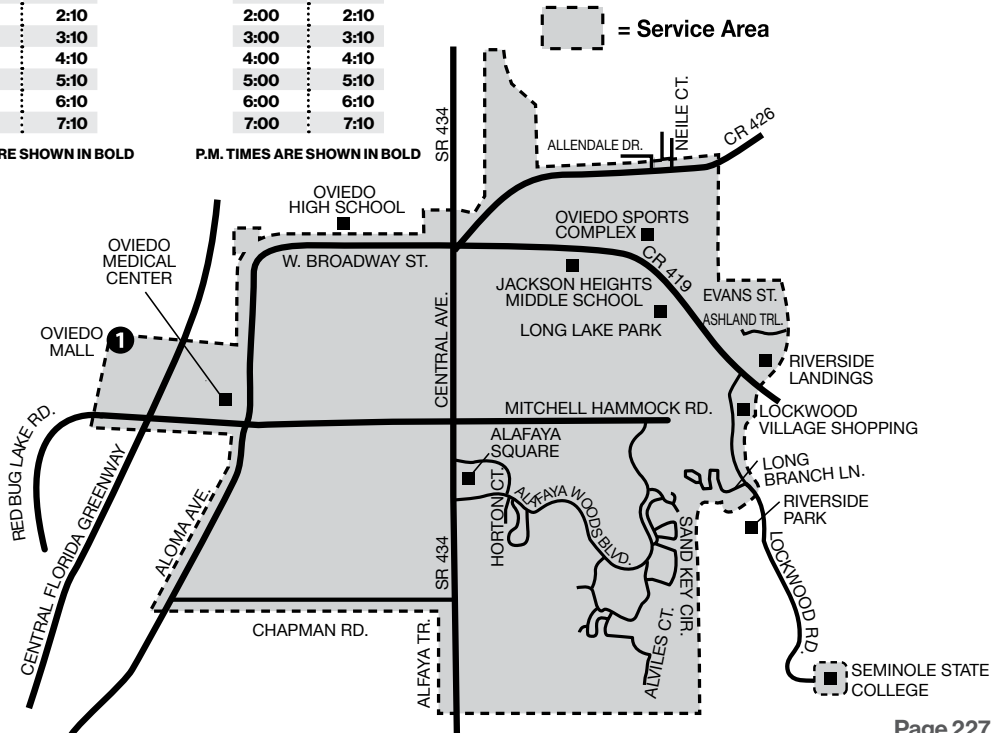 2:10
3:10
4:10
5:10
6:10
7:10
RE SHOWN IN BOLD
2:00 2:10
3:00 3:10
4:00 4:10
5:00 5:10
6:00 6:10
7:00 7:10
P.M. TIMES ARE SHOWN IN BOLD
= Service Area
SR 434
ALLENDALE DR.
NEILE CT.
CR 426
OVIEDO
HIGH SCHOOL
OVIEDO SPORTS
COMPLEX
OVIEDO
MEDICAL
CENTER
W. BROADWAY ST.
CR 419
JACKSON HEIGHTS
MIDDLE SCHOOL
EVANS ST.
ASHLAND TRL.
LONG LAKE PARK
OVIEDO
MALL
1
CENTRAL AVE.
RIVERSIDE
LANDINGS
MITCHELL HAMMOCK RD.
LOCKWOOD
VILLAGE SHOPPING
RED BUG LAKE RD.
ALAFAYA
SQUARE
LONG
BRANCH LN.
CENTRAL FLORIDA GREENWAY
ALOMA AVE.
HORTON CT.
ALAFAYA WOODS BLVD.
RIVERSIDE
PARK
SR 434
SAND KEY CIR.
LOCKWOOD RD.
CHAPMAN RD.
ALFAYA TR.
ALVILES CT.
SEMINOLE STATE
COLLEGE
Page 227